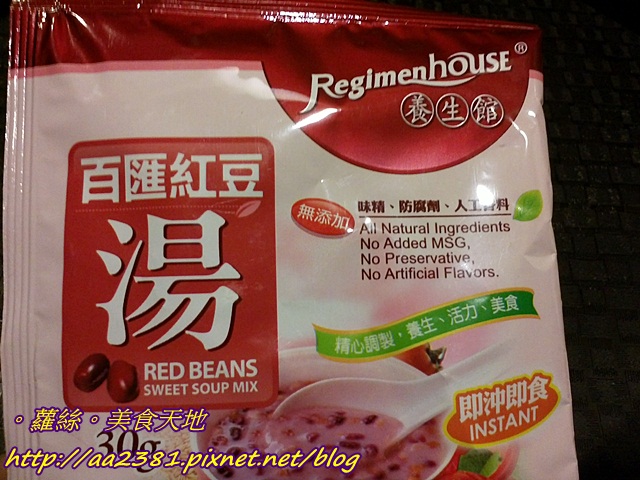 RegimenhOUSE®
養生館
百匯紅豆
湯
RED BEANS
SWEET SOUP MIX
無添加
味精、防腐劑、人工香料
All Natural Ingredients
No Added MSG,
No Preservative,
No Artificial Flavors.
精心調製，養生、活力、美食
即沖即食
INSTANT
30g
。蘿絲。美食天地
http://aa2381.pixnet.net/blog